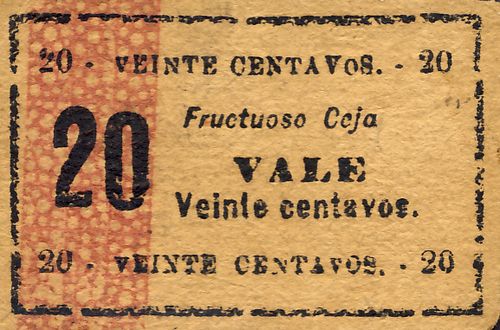 20 - VEINTE CENTAVOS. - 20
20
Fructuoso Ceja
VALE
Veinte centavos.
20 - VEINTE CENTAVOS. - 20